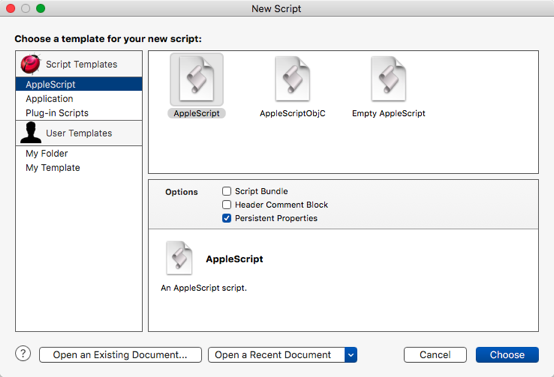 New Script
Choose a template for your new script:
Script Templates
AppleScript
Application
Plug-in Scripts
User Templates
My Folder
My Template
AppleScript
AppleScriptObjC
Empty AppleScript
Options
Script Bundle
Header Comment Block
Persistent Properties
AppleScript
An AppleScript script.
?
Open an Existing Document...
Open a Recent Document
Cancel
Choose